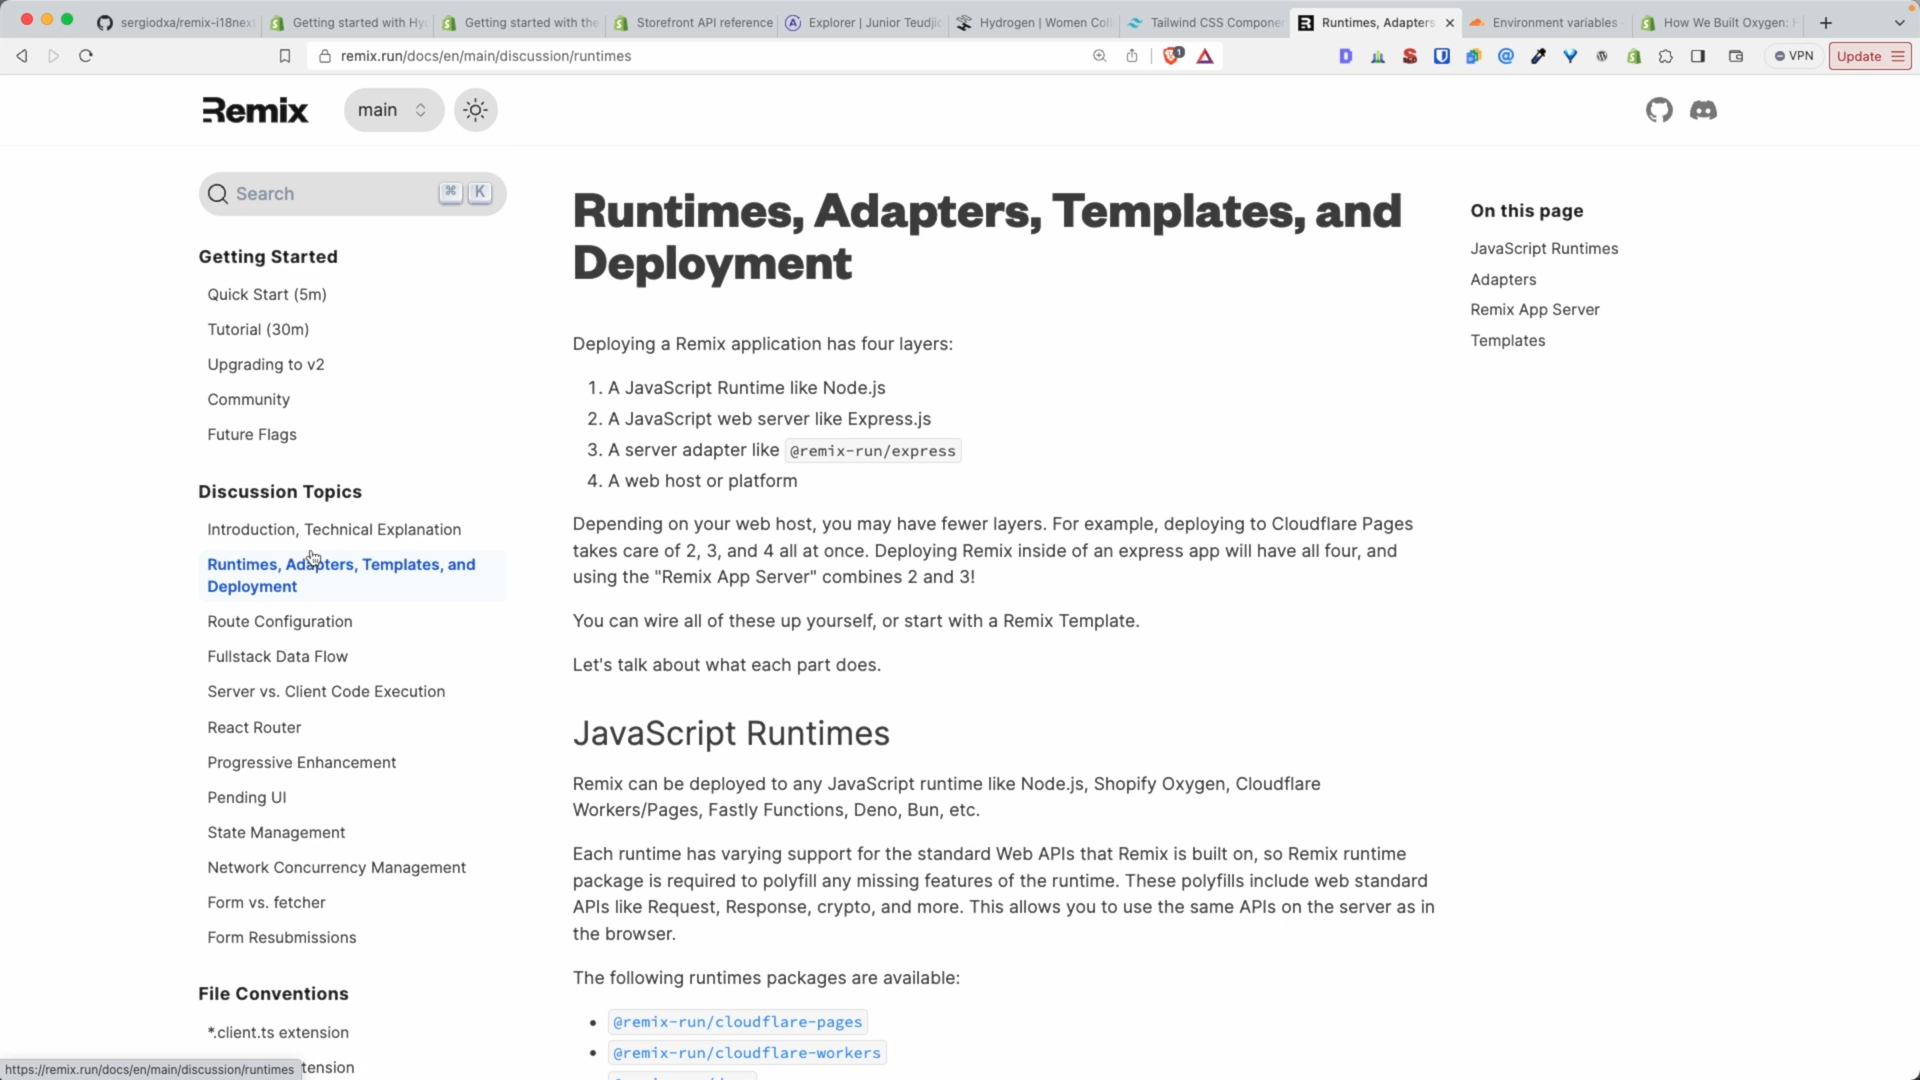 sergiodxa/remix-i18nex
Getting started with Hy
Getting started with the
Storefront API reference
Explorer | Junior Teudji
Hydrogen | Women Coll
Tailwind CSS Componen
Runtimes, Adapters
Environment variables
How We Built Oxygen: H
remix.run/docs/en/main/discussion/runtimes
VPN
Update
Remix
main
Search
⌘ K
Getting Started
Quick Start (5m)
Tutorial (30m)
Upgrading to v2
Community
Future Flags
Discussion Topics
Introduction, Technical Explanation
Runtimes, Adapters, Templates, and
Deployment
Route Configuration
Fullstack Data Flow
Server vs. Client Code Execution
React Router
Progressive Enhancement
Pending UI
State Management
Network Concurrency Management
Form vs. fetcher
Form Resubmissions
File Conventions
*.client.ts extension
tension
https://remix.run/docs/en/main/discussion/runtimes
Runtimes, Adapters, Templates, and
Deployment
Deploying a Remix application has four layers:
1. A JavaScript Runtime like Node.js
2. A JavaScript web server like Express.js
3. A server adapter like @remix-run/express
4. A web host or platform
Depending on your web host, you may have fewer layers. For example, deploying to Cloudflare Pages
takes care of 2, 3, and 4 all at once. Deploying Remix inside of an express app will have all four, and
using the "Remix App Server" combines 2 and 3!
You can wire all of these up yourself, or start with a Remix Template.
Let's talk about what each part does.
JavaScript Runtimes
Remix can be deployed to any JavaScript runtime like Node.js, Shopify Oxygen, Cloudflare
Workers/Pages, Fastly Functions, Deno, Bun, etc.
Each runtime has varying support for the standard Web APIs that Remix is built on, so Remix runtime
package is required to polyfill any missing features of the runtime. These polyfills include web standard
APIs like Request, Response, crypto, and more. This allows you to use the same APIs on the server as in
the browser.
The following runtimes packages are available:
• @remix-run/cloudflare-pages
• @remix-run/cloudflare-workers
On this page
JavaScript Runtimes
Adapters
Remix App Server
Templates